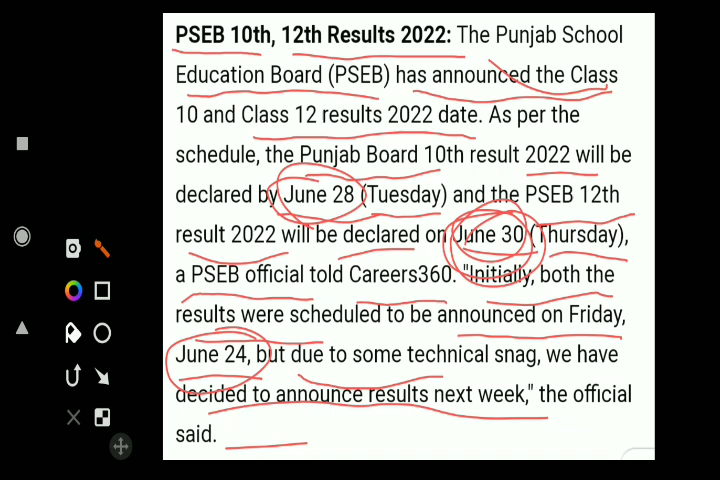 PSEB 10th, 12th Results 2022: The Punjab School
Education Board (PSEB) has announced the Class
10 and Class 12 results 2022 date. As per the
schedule, the Punjab Board 10th result 2022 will be
declared by June 28 (Tuesday) and the PSEB 12th
result 2022 will be declared on June 30 (Thursday),
a PSEB official told Careers360. "Initially, both the
results were scheduled to be announced on Friday,
June 24, but due to some technical snag, we have
decided to announce results next week," the official
said.